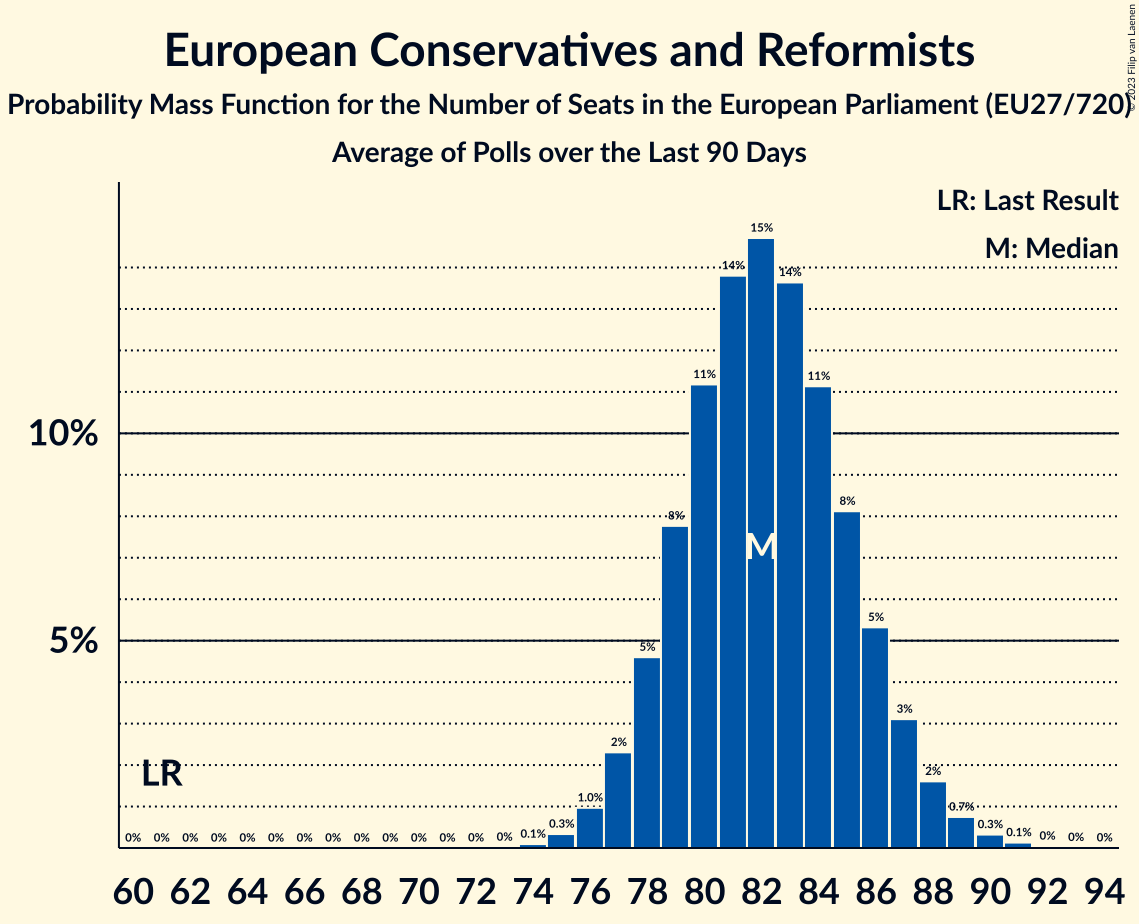 European Conservatives and Reformists
Probability Mass Function for the Number of Seats in the European Parliament (EU27/720)
Average of Polls over the Last 90 Days
© 2023 Filip van Laenen
LR: Last Result
M: Median
15%
14% 14%
11% 11%
10%
8% 8%
M
5% 5% 5%
3%
2% 2%
LR
1.0% 0.7%
0% 0% 0% 0% 0% 0% 0% 0% 0% 0% 0% 0% 0% 0% 0.1% 0.3% 0.3% 0.1% 0% 0% 0%
60 62 64 66 68 70 72 74 76 78 80 82 84 86 88 90 92 94